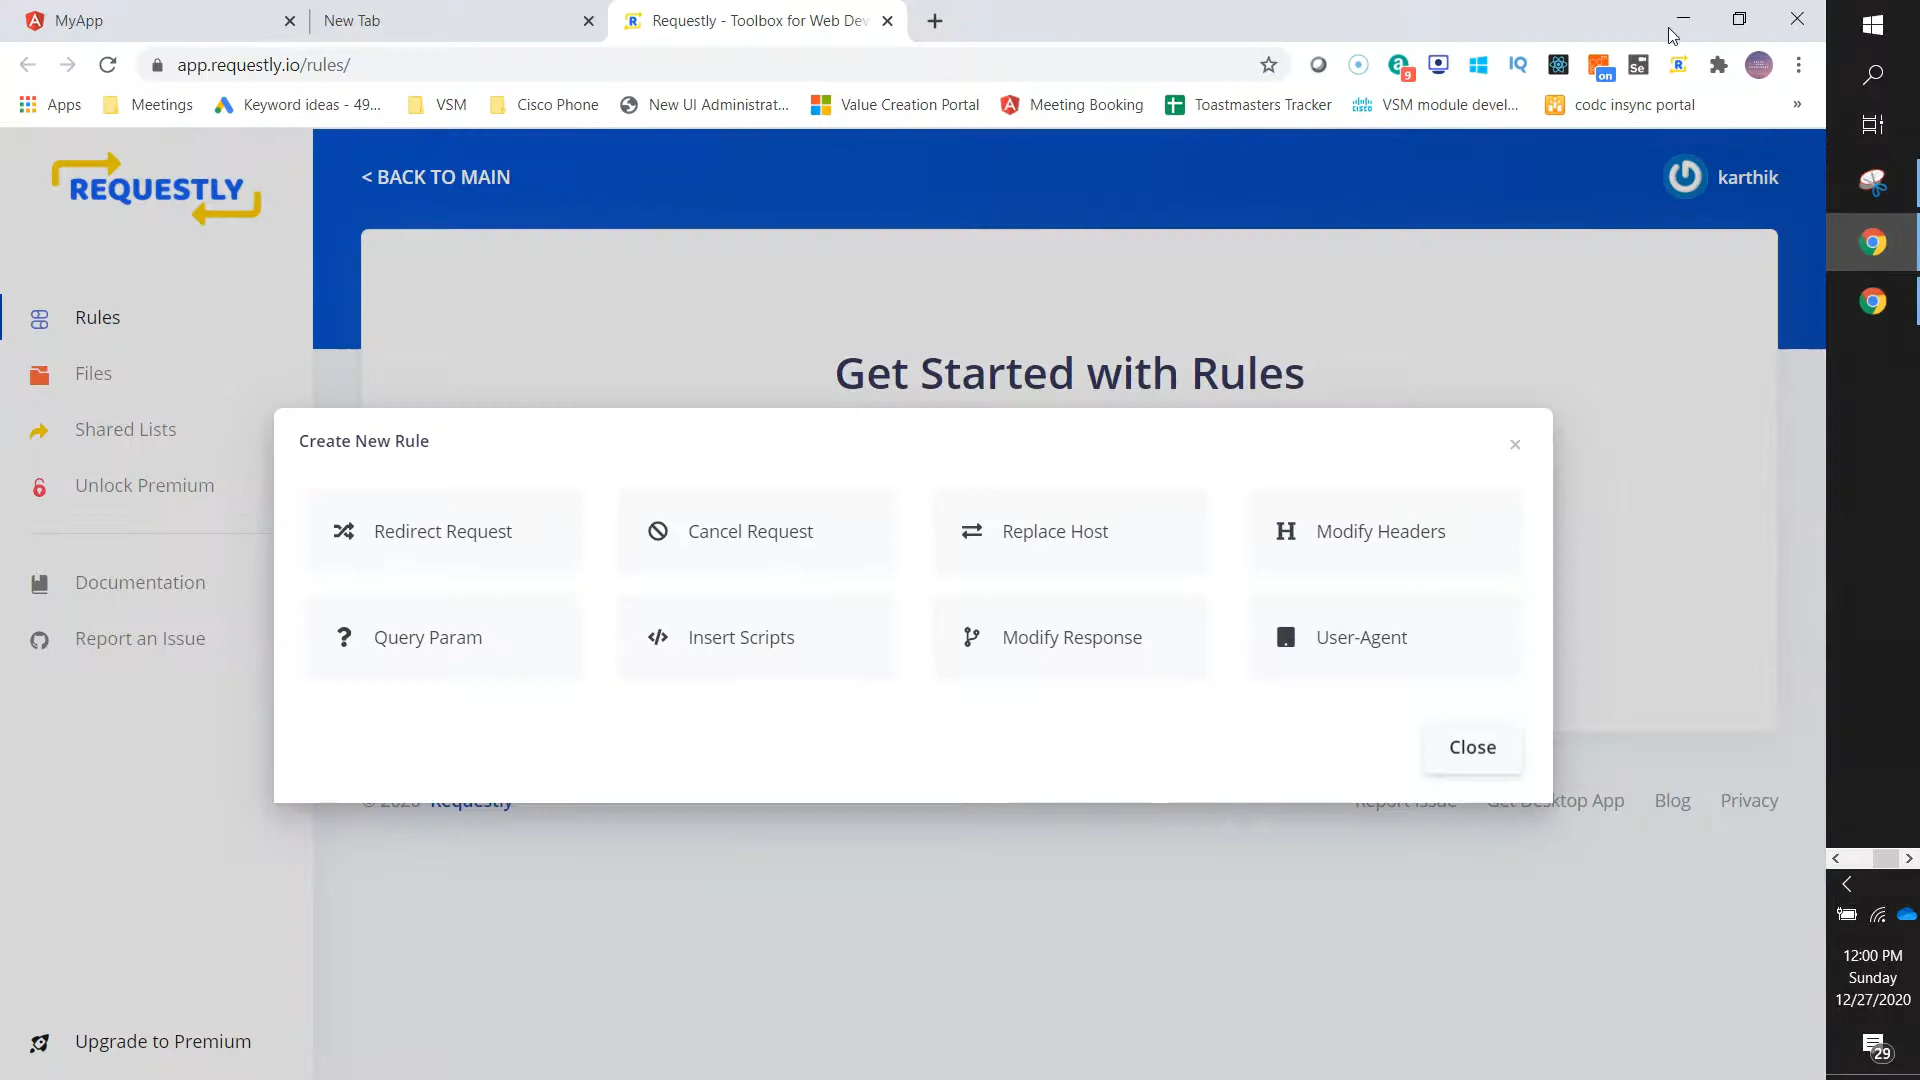 MyApp
New Tab
Requestly - Toolbox for Web Dev
app.requestly.io/rules/
9
IQ
on
Se
R
Apps
Meetings
Keyword ideas - 49...
VSM
Cisco Phone
New UI Administrat...
Value Creation Portal
Meeting Booking
Toastmasters Tracker
VSM module devel...
codc insync portal
»
REQUESTLY
< BACK TO MAIN
karthik
Rules
Files
Shared Lists
Unlock Premium
Documentation
Report an Issue
Upgrade to Premium
Get Started with Rules
Create New Rule
×
Redirect Request
Cancel Request
Replace Host
H Modify Headers
? Query Param
</> Insert Scripts
Modify Response
User-Agent
Close
Get Desktop App
Blog
Privacy
12:00 PM
Sunday
12/27/2020
29